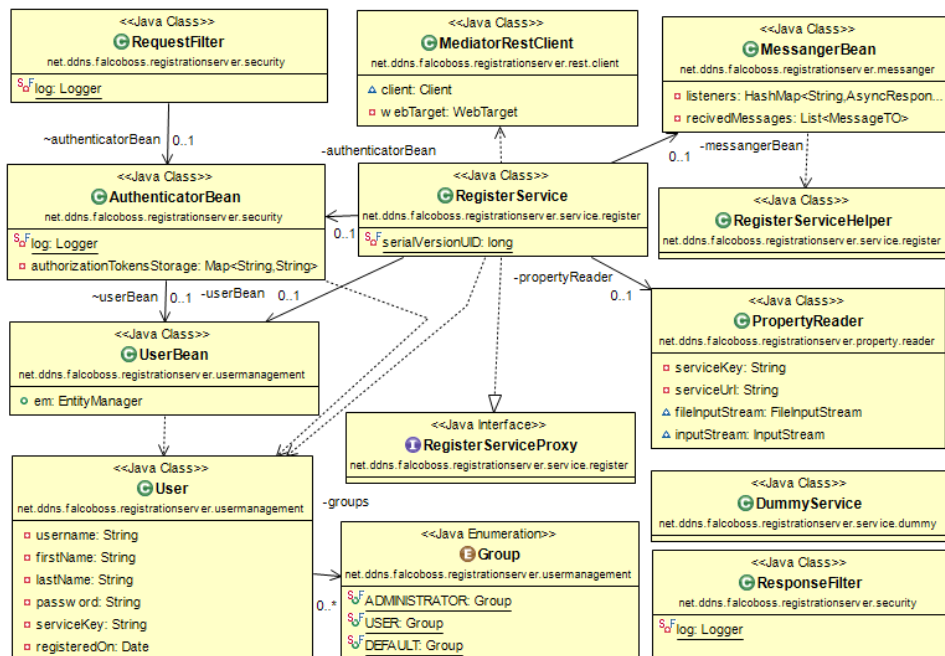 <<Java Class>>
RequestFilter
net.ddns.falcoboss.registrationserver.security
log: Logger
<<Java Class>>
MediatorRestClient
net.ddns.falcoboss.registrationserver.rest.client
client: Client
webTarget: WebTarget
<<Java Class>>
MessangerBean
net.ddns.falcoboss.registrationserver.messanger
listeners: HashMap<String,AsyncRespon...
recivedMessages: List<MessageTO>
~authenticatorBean
0..1
-authenticatorBean
0..1
0..1
-messangerBean
<<Java Class>>
AuthenticatorBean
net.ddns.falcoboss.registrationserver.security
log: Logger
authorizationTokensStorage: Map<String,String>
<<Java Class>>
RegisterService
net.ddns.falcoboss.registrationserver.service.register
serialVersionUID: long
<<Java Class>>
RegisterServiceHelper
net.ddns.falcoboss.registrationserver.service.register
~userBean
0..1
-userBean
0..1
-propertyReader
0..1
<<Java Class>>
UserBean
net.ddns.falcoboss.registrationserver.usermanagement
em: EntityManager
<<Java Class>>
PropertyReader
net.ddns.falcoboss.registrationserver.property.reader
serviceKey: String
serviceUrl: String
fileInputStream: FileInputStream
inputStream: InputStream
<<Java Interface>>
RegisterServiceProxy
net.ddns.falcoboss.registrationserver.service.register
<<Java Class>>
User
net.ddns.falcoboss.registrationserver.usermanagement
username: String
firstName: String
lastName: String
password: String
serviceKey: String
registeredOn: Date
-groups
0..*
<<Java Enumeration>>
Group
net.ddns.falcoboss.registrationserver.usermanagement
ADMINISTRATOR: Group
USER: Group
DEFAULT: Group
<<Java Class>>
DummyService
net.ddns.falcoboss.registrationserver.service.dummy
<<Java Class>>
ResponseFilter
net.ddns.falcoboss.registrationserver.security
log: Logger